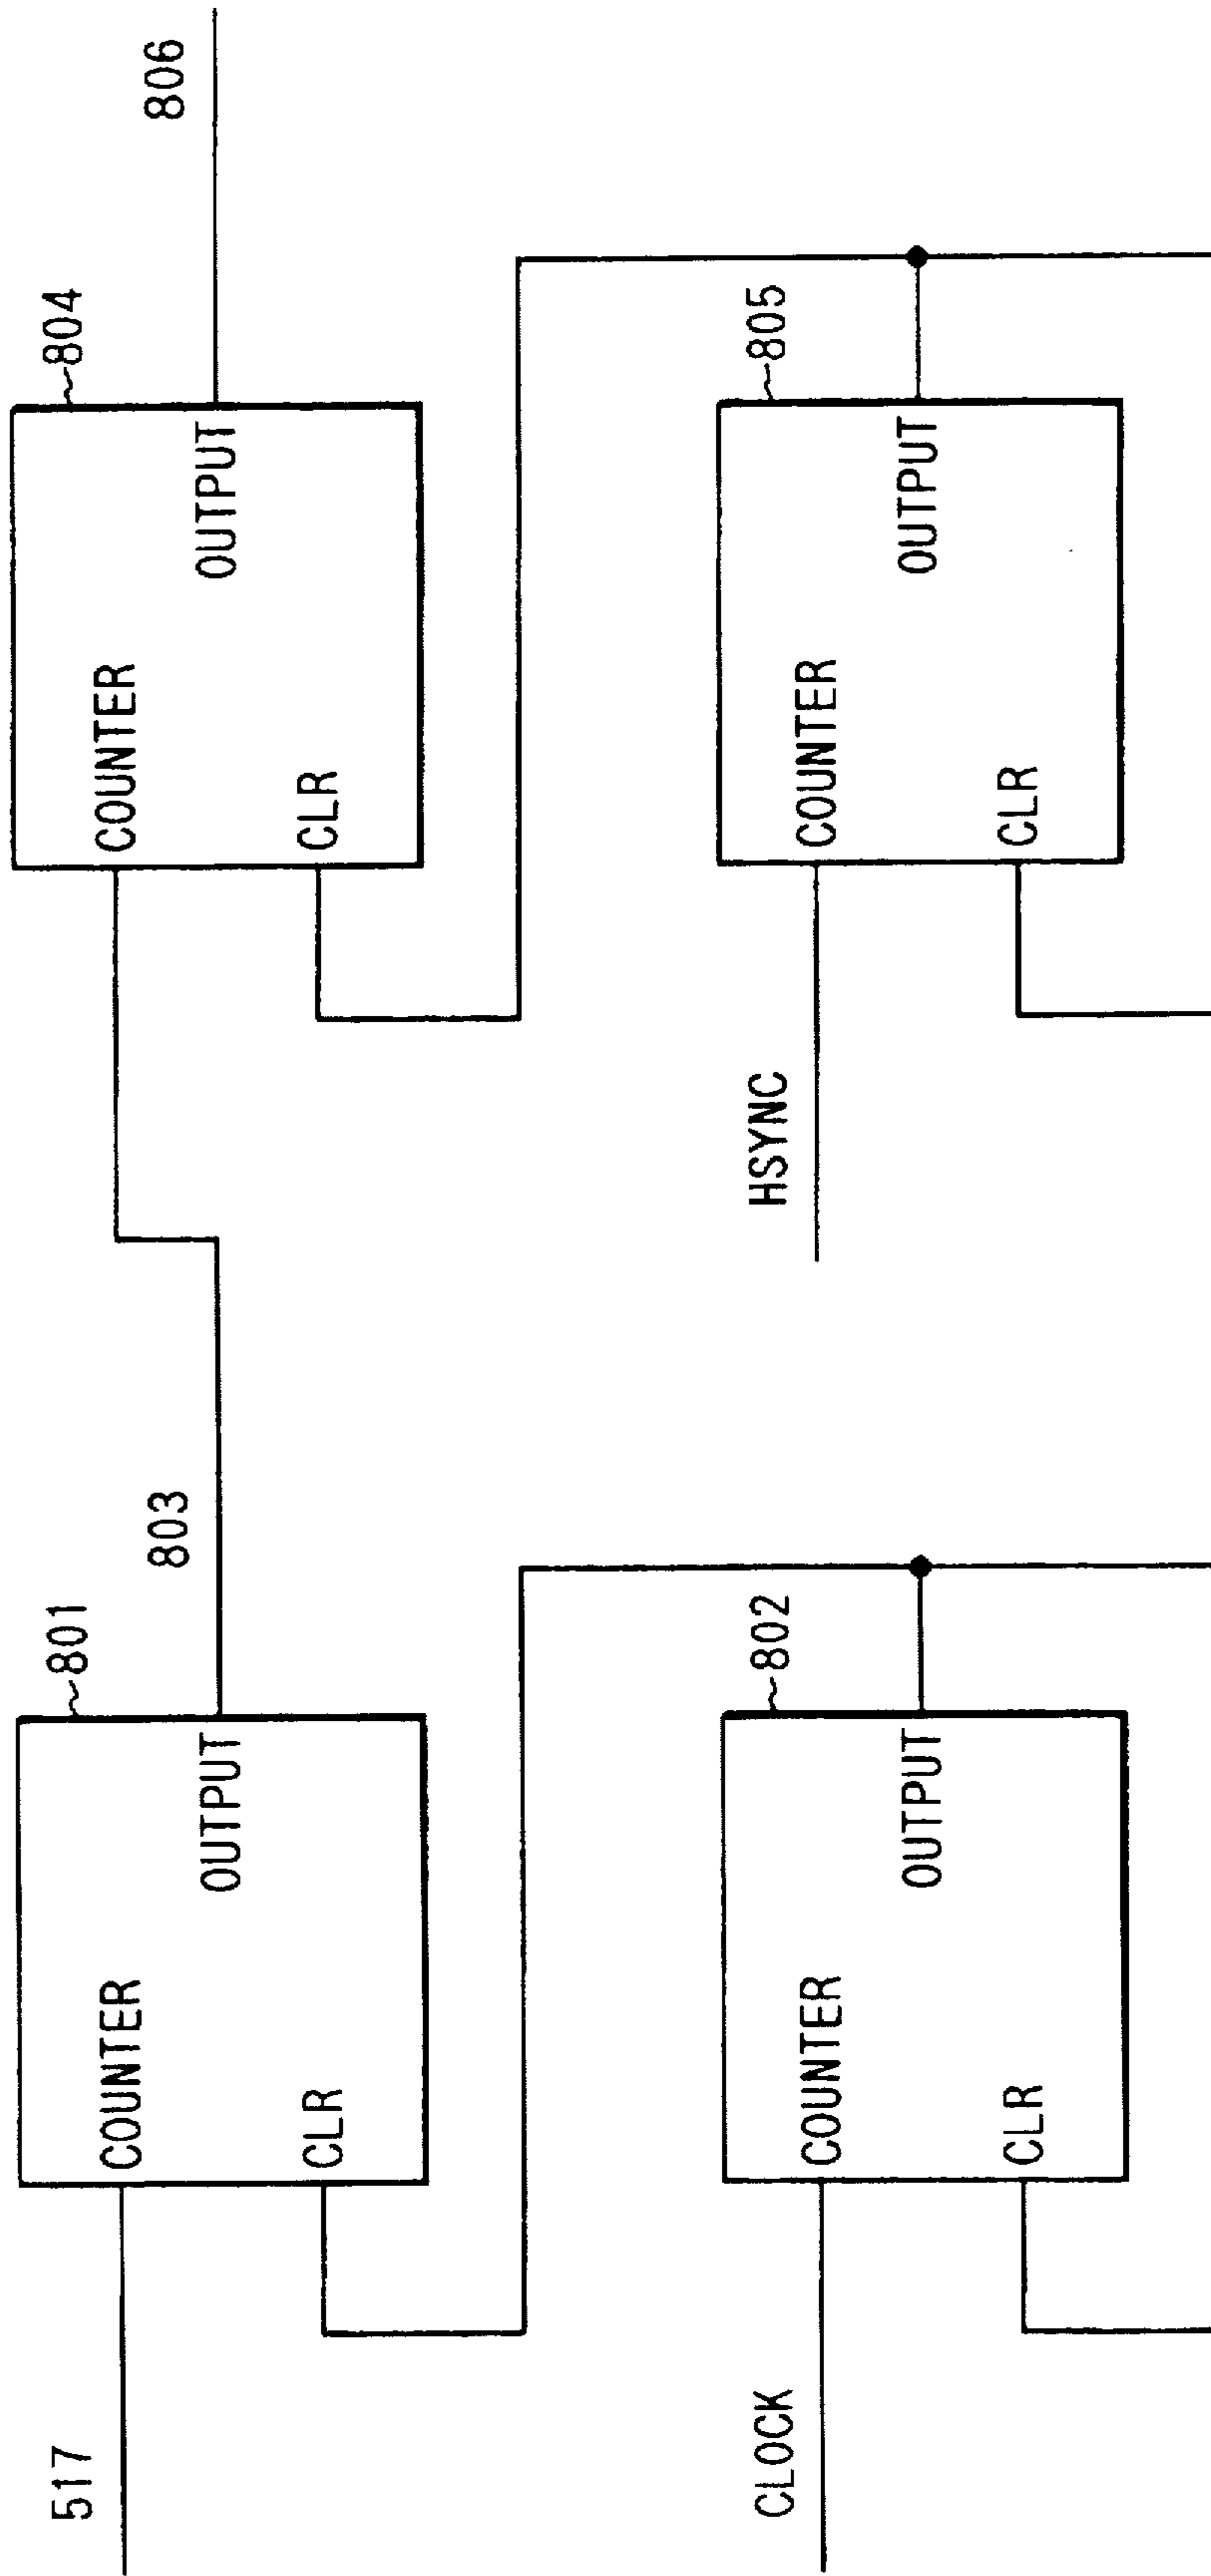 517
COUNTER
CLR
OUTPUT
801
803
COUNTER
CLR
OUTPUT
804
806
CLOCK
COUNTER
CLR
OUTPUT
802
HSYNC
COUNTER
CLR
OUTPUT
805